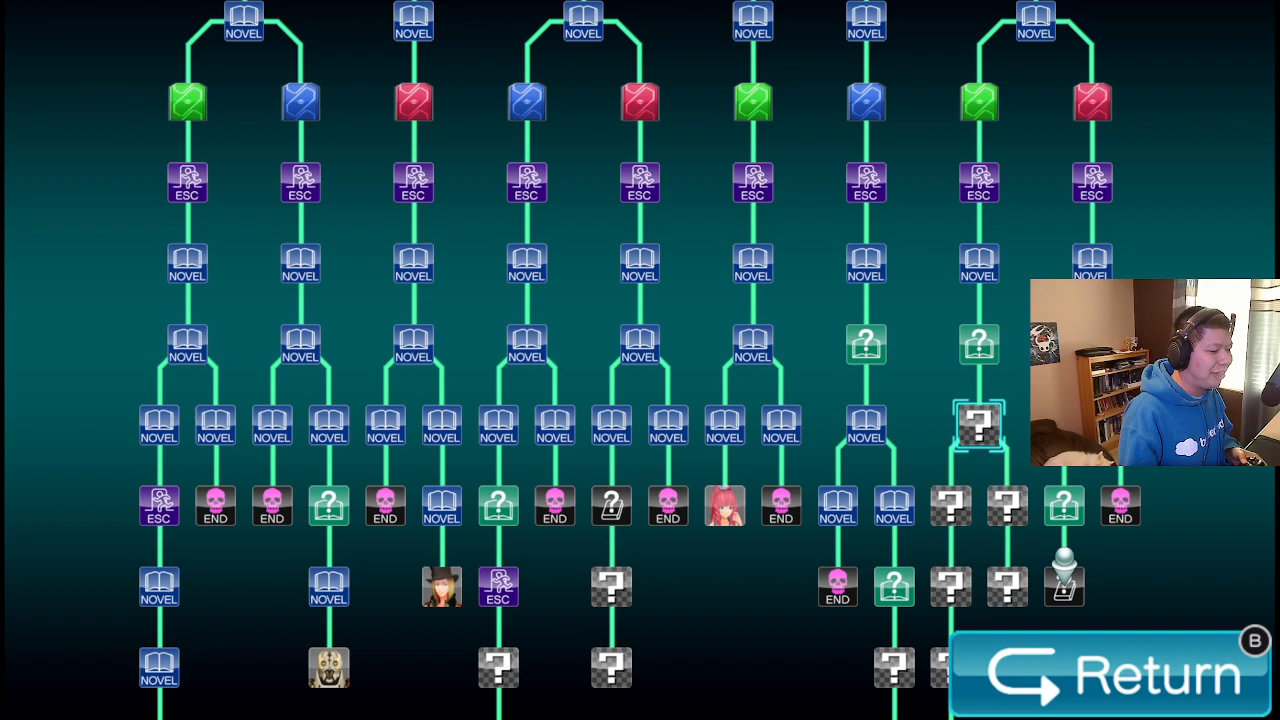 NOVEL NOVEL NOVEL NOVEL NOVEL NOVEL
ESC ESC ESC ESC ESC ESC ESC ESC ESC
NOVEL NOVEL NOVEL NOVEL NOVEL NOVEL NOVEL NOVEL NOVEL
NOVEL NOVEL NOVEL NOVEL NOVEL NOVEL ? ?
NOVEL NOVEL NOVEL NOVEL NOVEL NOVEL NOVEL NOVEL NOVEL NOVEL NOVEL NOVEL NOVEL ?
ESC END END ? END NOVEL ? END ? END END NOVEL NOVEL ? ? ? END
NOVEL NOVEL ESC ? END ? ? ?
NOVEL ? ? ?
B
Return